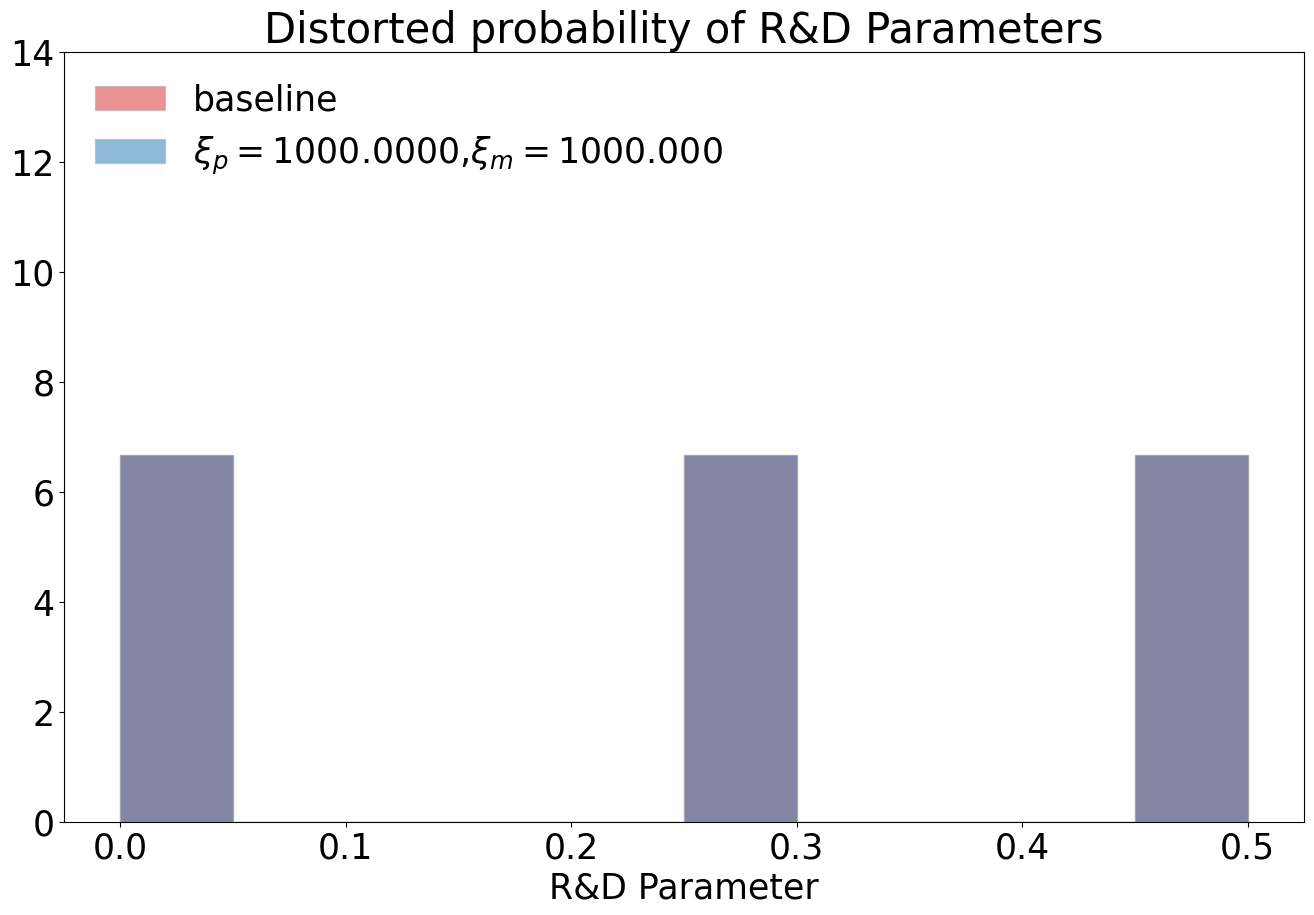 Distorted probability of R&D Parameters
14
12
10
8
6
4
2
0
baseline
ξp = 1000.0000,ξm = 1000.000
0.0 0.1 0.2 0.3 0.4 0.5
R&D Parameter